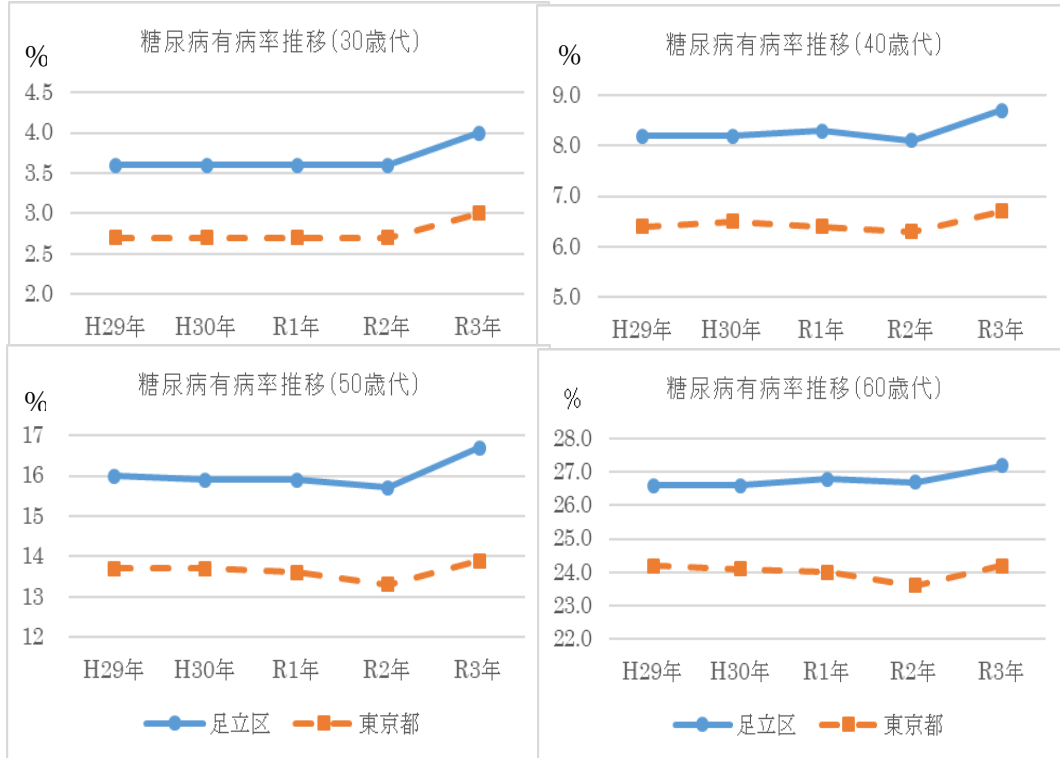 糖尿病有病率推移(30歳代)
%
4.5
4.0
3.5
3.0
2.5
2.0
H29年 H30年 R1年 R2年 R3年
糖尿病有病率推移(40歳代)
%
9.0
8.0
7.0
6.0
5.0
H29年 H30年 R1年 R2年 R3年
糖尿病有病率推移(50歳代)
%
17
16
15
14
13
12
H29年 H30年 R1年 R2年 R3年
足立区 東京都
糖尿病有病率推移(60歳代)
%
28.0
27.0
26.0
25.0
24.0
23.0
22.0
H29年 H30年 R1年 R2年 R3年
足立区 東京都